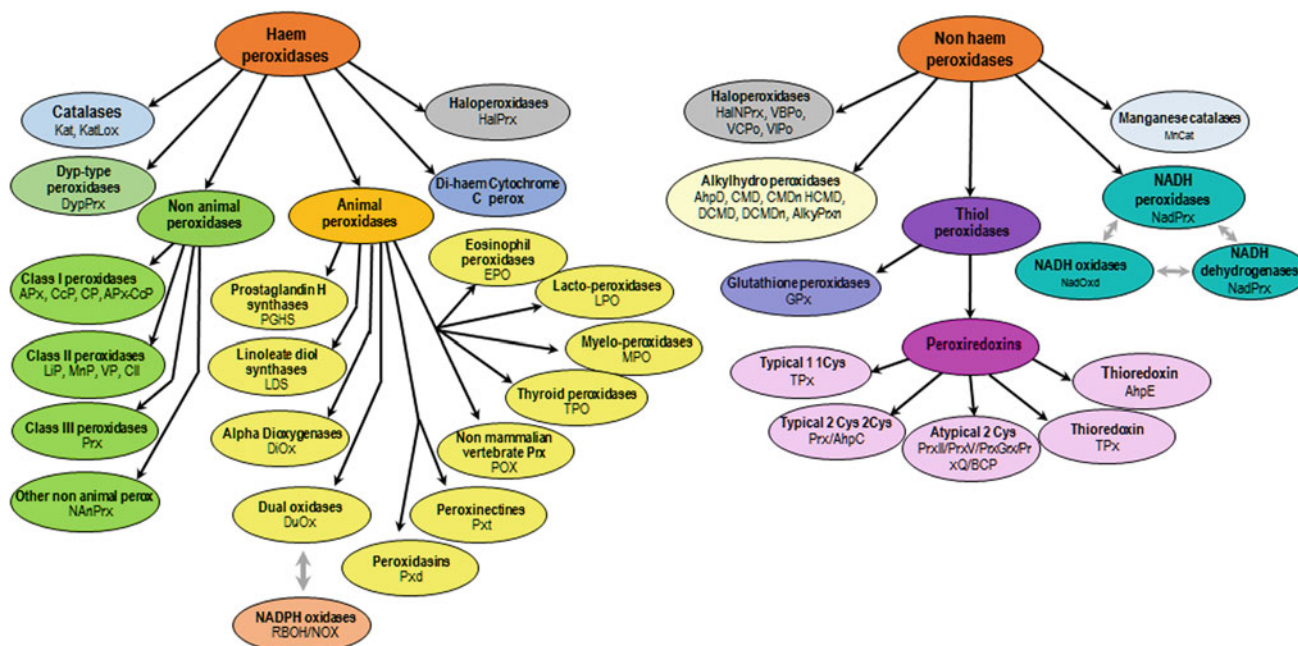 Haem
peroxidases
Catalases
Kat, KatLox
Haloperoxidases
HalPrx
Dyp-type
peroxidases
DypPrx
Di-haem Cytochrome
C perox
Non animal
peroxidases
Animal
peroxidases
Class I peroxidases
APx, CcP, CP, APx-CcP
Class II peroxidases
LiP, MnP, VP, CII
Class III peroxidases
Prx
Other non animal perox
NAnPrx
Prostaglandin H
synthases
PGHS
Linoleate diol
synthases
LDS
Alpha Dioxygenases
DiOx
Dual oxidases
DuOx
NADPH oxidases
RBOH/NOX
Eosinophil
peroxidases
EPO
Lacto-peroxidases
LPO
Myelo-peroxidases
MPO
Thyroid peroxidases
TPO
Non mammalian
vertebrate Prx
POX
Peroxinectines
Pxt
Peroxidasins
Pxd
Non haem
peroxidases
Haloperoxidases
HalNPrx, VBPo,
VCPo, VIPo
Manganese catalases
MnCat
Alkylhydro peroxidases
AhpD, CMD, CMDn HCMD,
DCMD, DCMDn, AlkyPrxn
NADH
peroxidases
NadPrx
Thiol
peroxidases
NADH oxidases
NadOxd
NADH
dehydrogenases
NadPrx
Glutathione peroxidases
GPx
Peroxiredoxins
Typical 1 1Cys
TPx
Typical 2 Cys 2Cys
Prx/AhpC
Atypical 2 Cys
PrxII/PrxV/PrxGrx/Pr
xQ/BCP
Thioredoxin
TPx
Thioredoxin
AhpE